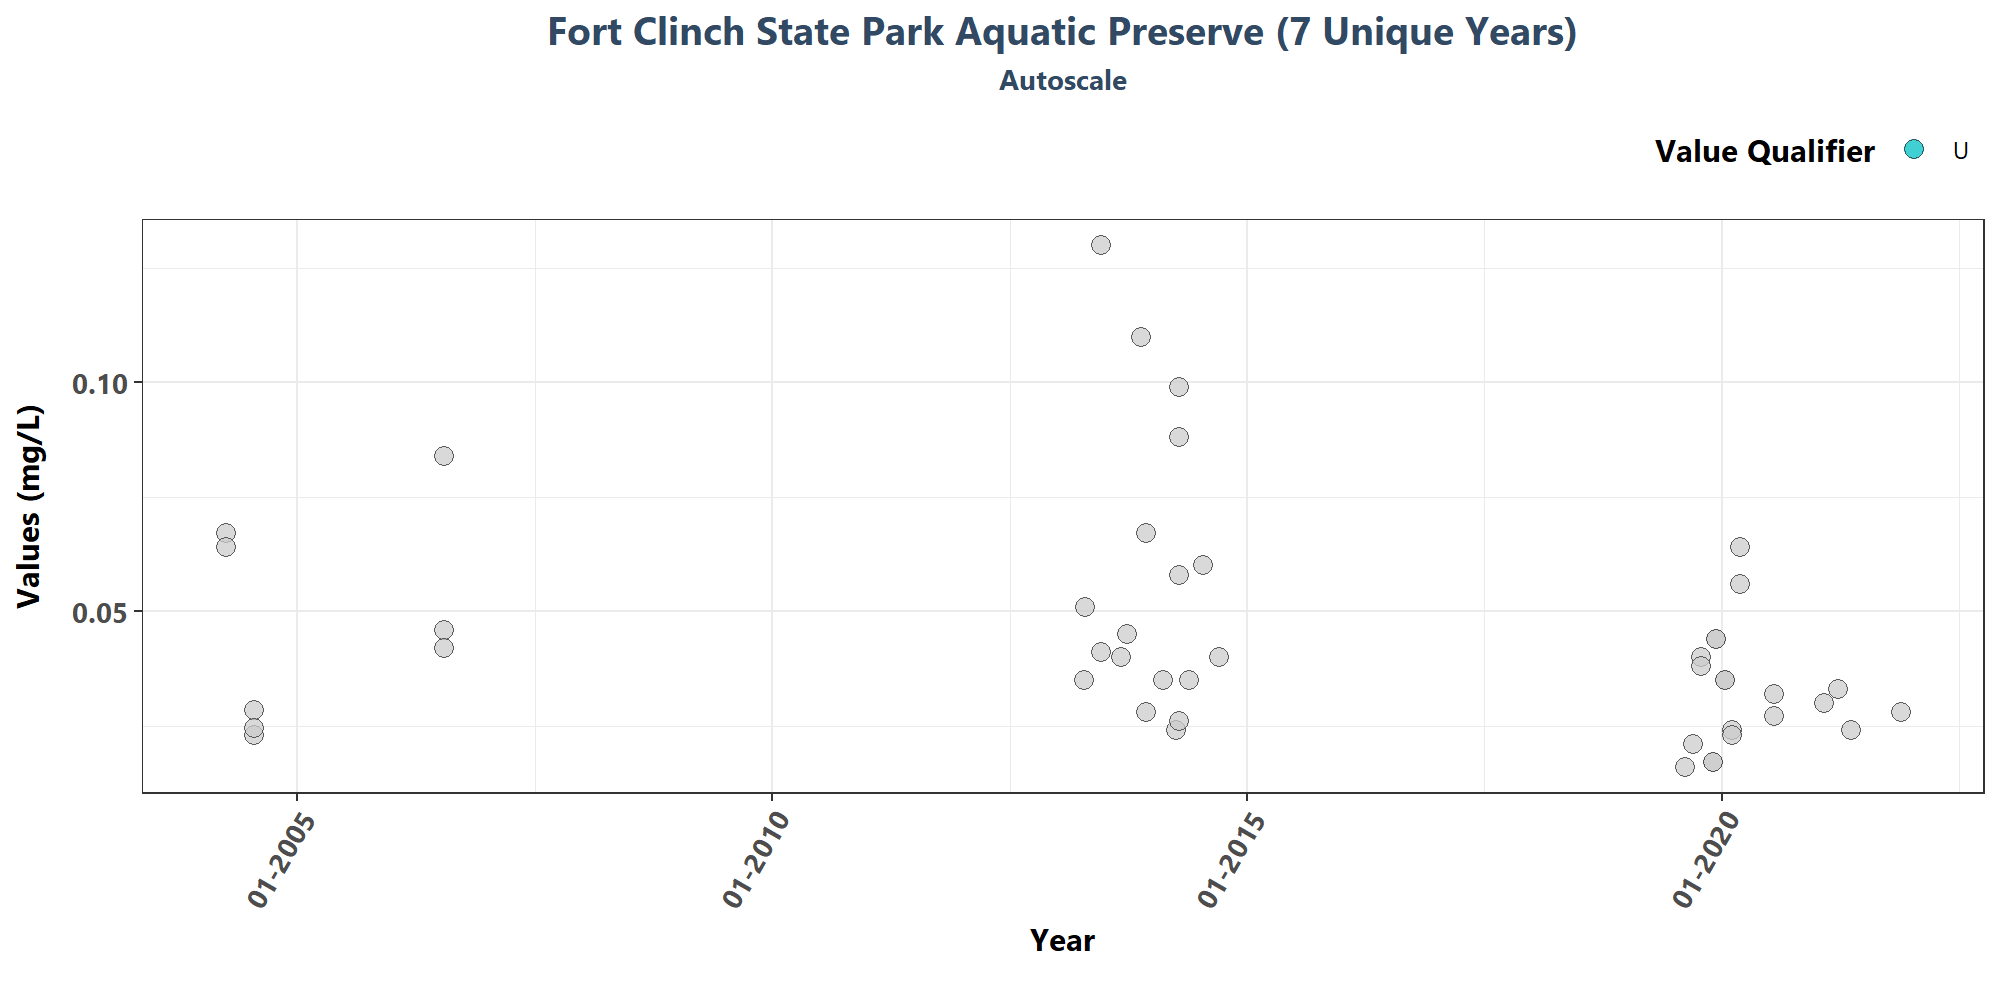 Fort Clinch State Park Aquatic Preserve (7 Unique Years)
Autoscale
Value Qualifier U
Values (mg/L)
0.10
0.05
01-2005
01-2010
01-2015
01-2020
Year